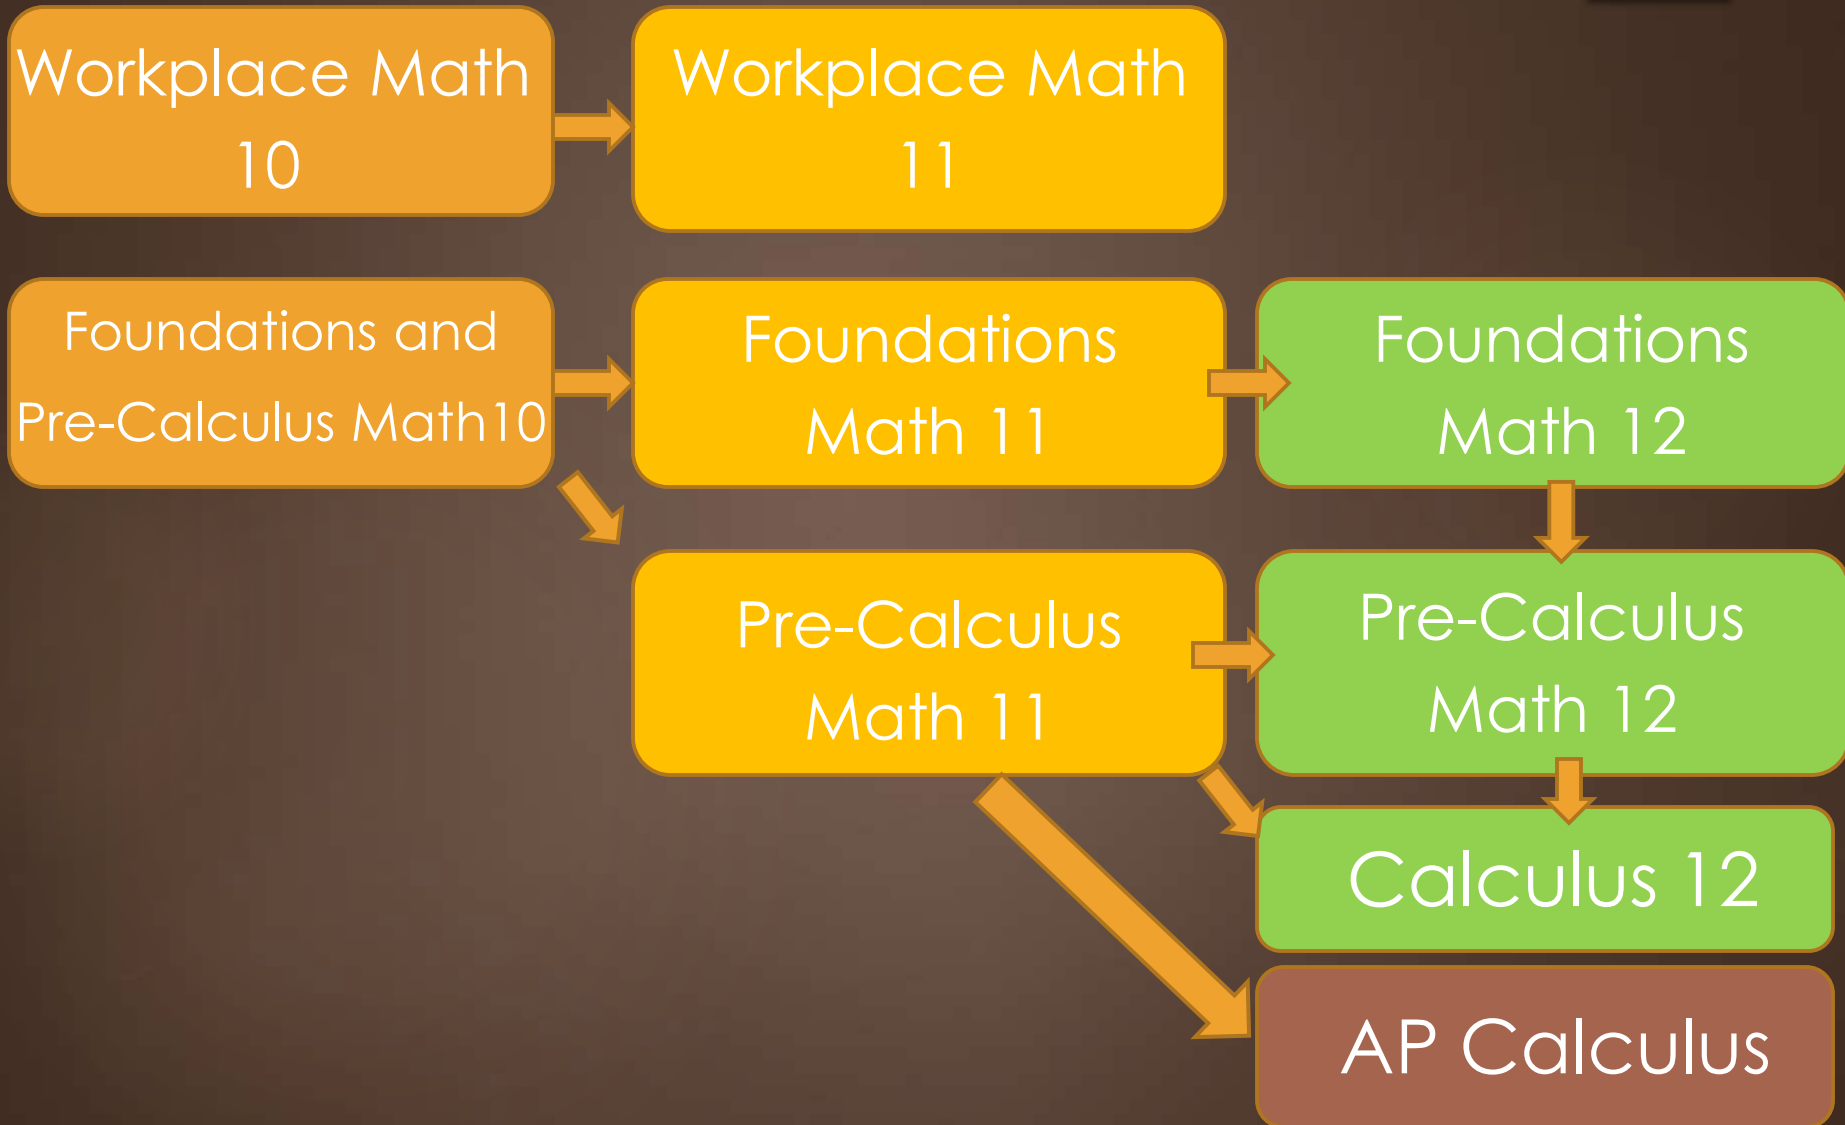 Workplace Math
10
Workplace Math
11
Foundations and
Pre-Calculus Math10
Foundations
Math 11
Foundations
Math 12
Pre-Calculus
Math 11
Pre-Calculus
Math 12
Calculus 12
AP Calculus